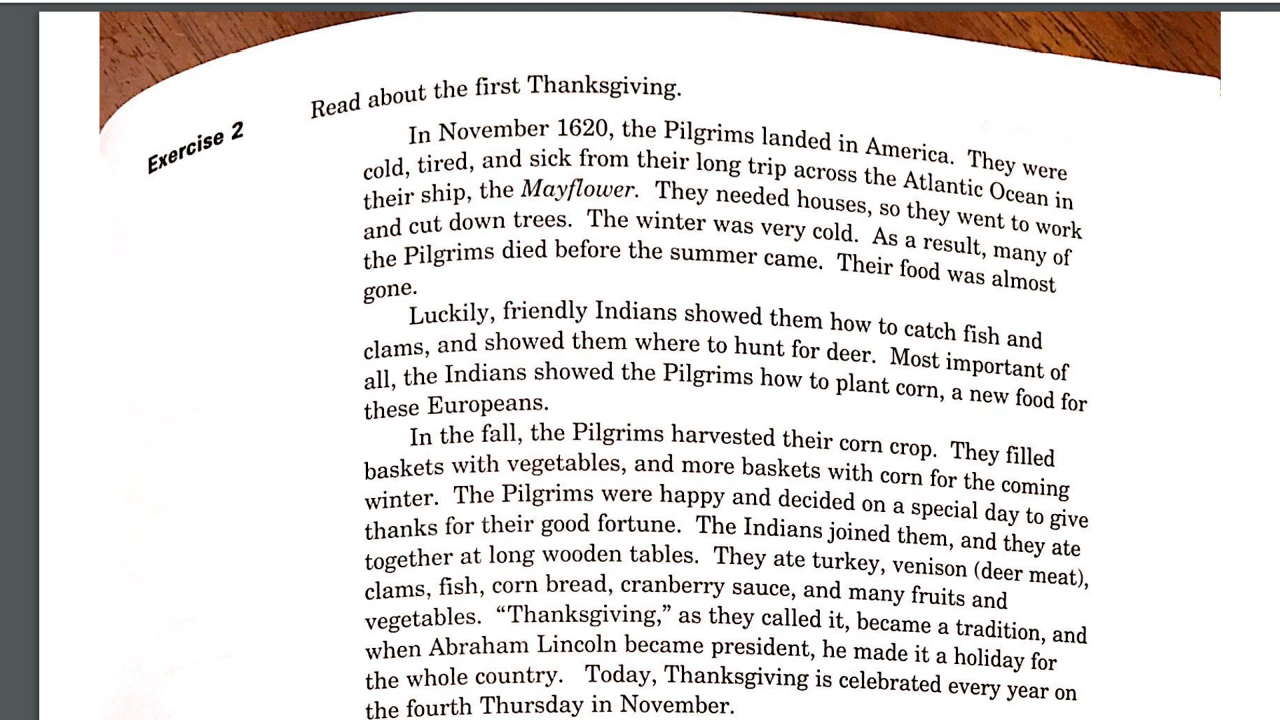 Read about the first Thanksgiving.
Exercise 2
In November 1620, the Pilgrims landed in America. They were
cold, tired, and sick from their long trip across the Atlantic Ocean in
their ship, the Mayflower. They needed houses, so they went to work
and cut down trees. The winter was very cold. As a result, many of
the Pilgrims died before the summer came. Their food was almost
gone.
Luckily, friendly Indians showed them how to catch fish and
clams, and showed them where to hunt for deer. Most important of
all, the Indians showed the Pilgrims how to plant corn, a new food for
these Europeans.
In the fall, the Pilgrims harvested their corn crop. They filled
baskets with vegetables, and more baskets with corn for the coming
winter. The Pilgrims were happy and decided on a special day to give
thanks for their good fortune. The Indians joined them, and they ate
together at long wooden tables. They ate turkey, venison (deer meat),
clams, fish, corn bread, cranberry sauce, and many fruits and
vegetables. “Thanksgiving,” as they called it, became a tradition, and
when Abraham Lincoln became president, he made it a holiday for
the whole country. Today, Thanksgiving is celebrated every year on
the fourth Thursday in November.